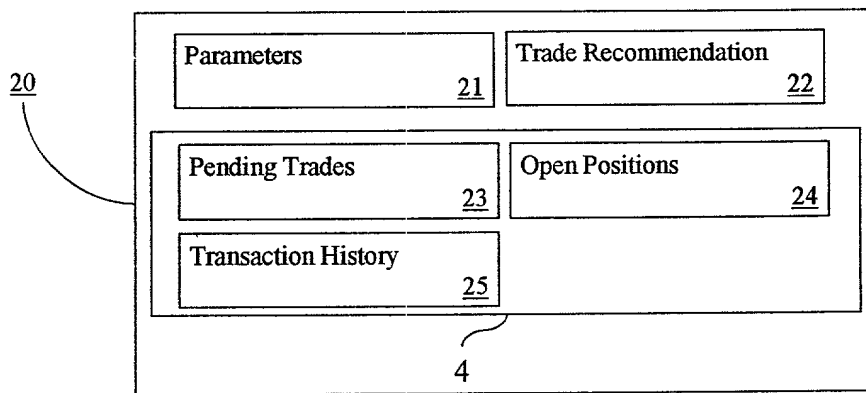 Parameters
21
Trade Recommendation
22
20
Pending Trades
23
Open Positions
24
Transaction History
25
4